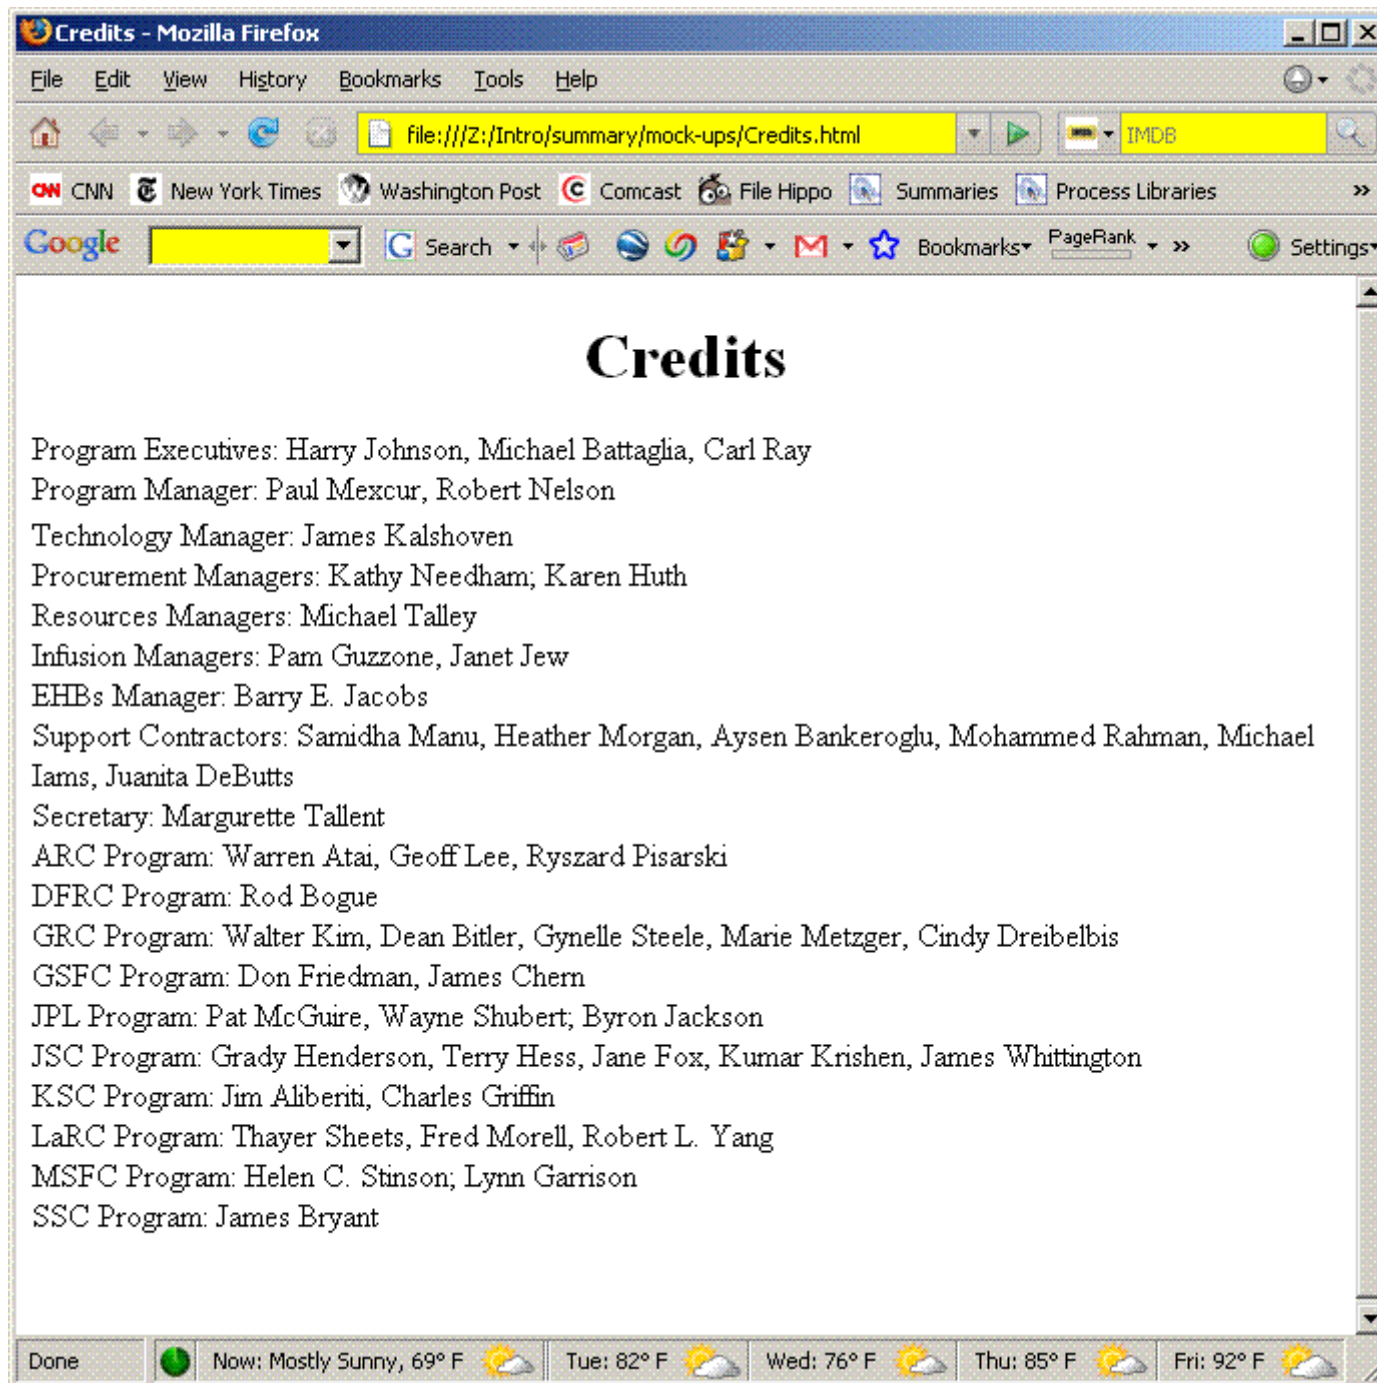 Credits - Mozilla Firefox
File Edit View History Bookmarks Tools Help
file:///Z:/Intro/summary/mock-ups/Credits.html IMDB
CNN CNN New York Times Washington Post Comcast File Hippo Summaries Process Libraries »
Google Search Bookmarks PageRank » Settings
Credits
Program Executives: Harry Johnson, Michael Battaglia, Carl Ray
Program Manager: Paul Mexcur, Robert Nelson
Technology Manager: James Kalshoven
Procurement Managers: Kathy Needham; Karen Huth
Resources Managers: Michael Talley
Infusion Managers: Pam Guzzone, Janet Jew
EHBs Manager: Barry E. Jacobs
Support Contractors: Samidha Manu, Heather Morgan, Aysen Bankeroglu, Mohammed Rahman, Michael
Iams, Juanita DeButts
Secretary: Margurette Tallent
ARC Program: Warren Atai, Geoff Lee, Ryszard Pisarski
DFRC Program: Rod Bogue
GRC Program: Walter Kim, Dean Bitler, Gynelle Steele, Marie Metzger, Cindy Dreibelbis
GSFC Program: Don Friedman, James Chern
JPL Program: Pat McGuire, Wayne Shubert; Byron Jackson
JSC Program: Grady Henderson, Terry Hess, Jane Fox, Kumar Krishen, James Whittington
KSC Program: Jim Aliberiti, Charles Griffin
LaRC Program: Thayer Sheets, Fred Morell, Robert L. Yang
MSFC Program: Helen C. Stinson; Lynn Garrison
SSC Program: James Bryant
Done Now: Mostly Sunny, 69° F Tue: 82° F Wed: 76° F Thu: 85° F Fri: 92° F